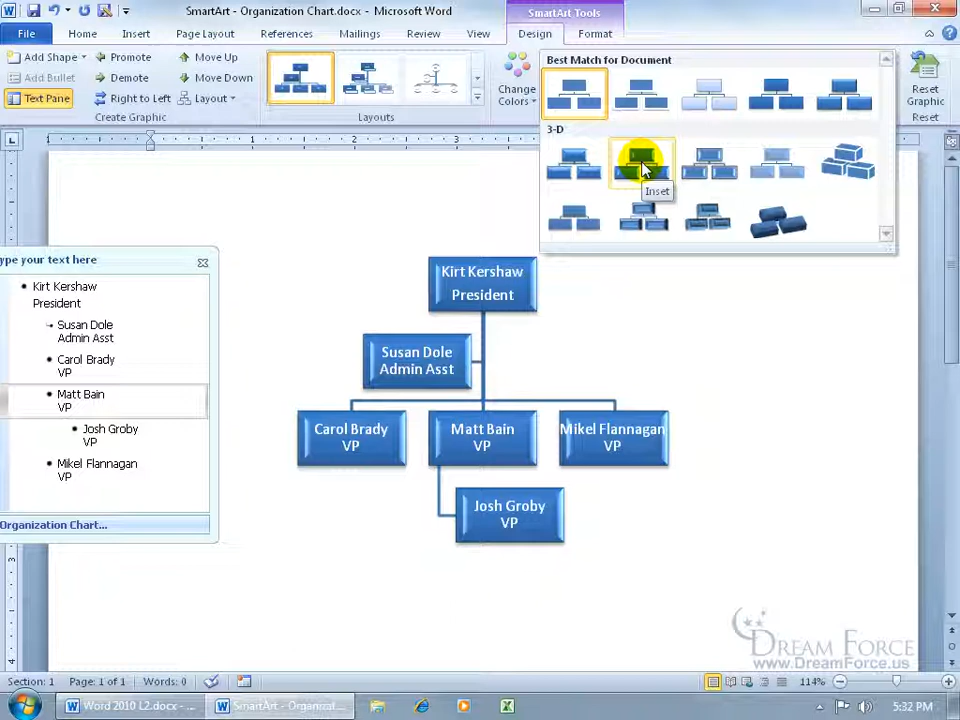 SmartArt - Organization Chart.docx - Microsoft Word
SmartArt Tools
File Home Insert Page Layout References Mailings Review View Design Format
Add Shape Promote Move Up
Add Bullet Demote Move Down
Text Pane Right to Left Layout
Create Graphic
Layouts
Change
Colors
Best Match for Document
3-D
Inset
Reset
Graphic
Reset
1 2 3
ype your text here
Kirt Kershaw
President
Susan Dole
Admin Asst
Carol Brady
VP
Matt Bain
VP
Josh Groby
VP
Mikel Flannagan
VP
Organization Chart...
Kirt Kershaw
President
Susan Dole
Admin Asst
Carol Brady
VP
Matt Bain
VP
Mikel Flannagan
VP
Josh Groby
VP
3
4
DREAM FORCE
www.DreamForce.us
Section: 1 Page: 1 of 1 Words: 0 114%
Word 2010 L2.docx - ... SmartArt - Organizat... 5:32 PM